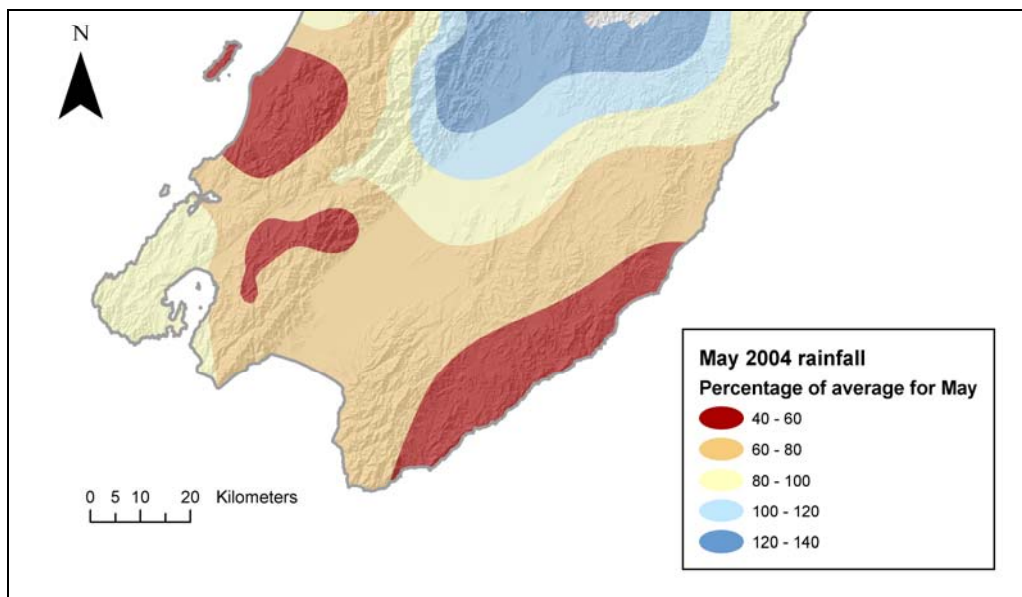 N
May 2004 rainfall
Percentage of average for May
40 - 60
60 - 80
80 - 100
100 - 120
120 - 140
0 5 10 20 Kilometers